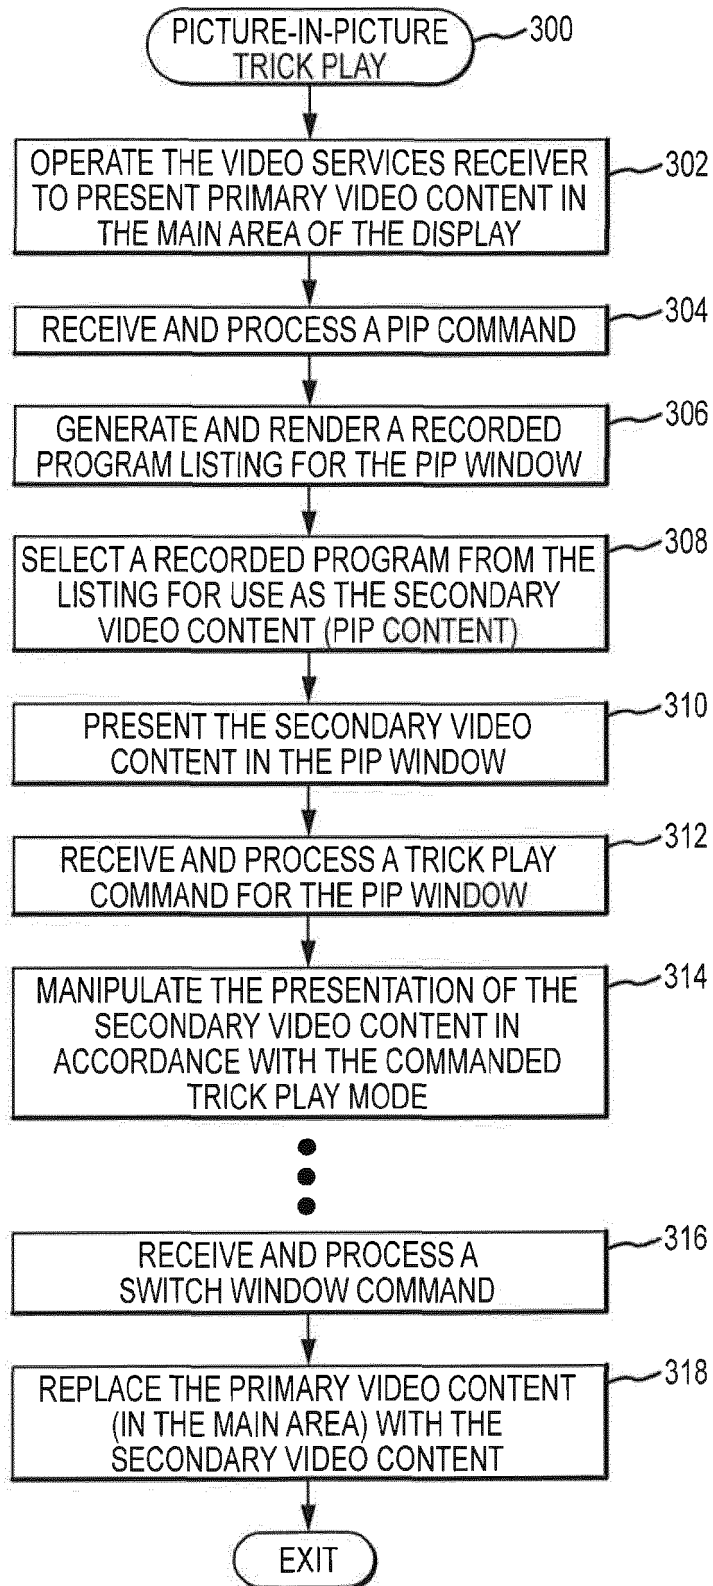 PICTURE-IN-PICTURE
TRICK PLAY
300
OPERATE THE VIDEO SERVICES RECEIVER
TO PRESENT PRIMARY VIDEO CONTENT IN
THE MAIN AREA OF THE DISPLAY
302
RECEIVE AND PROCESS A PIP COMMAND
304
GENERATE AND RENDER A RECORDED
PROGRAM LISTING FOR THE PIP WINDOW
306
SELECT A RECORDED PROGRAM FROM THE
LISTING FOR USE AS THE SECONDARY
VIDEO CONTENT (PIP CONTENT)
308
PRESENT THE SECONDARY VIDEO
CONTENT IN THE PIP WINDOW
310
RECEIVE AND PROCESS A TRICK PLAY
COMMAND FOR THE PIP WINDOW
312
MANIPULATE THE PRESENTATION OF THE
SECONDARY VIDEO CONTENT IN
ACCORDANCE WITH THE COMMANDED
TRICK PLAY MODE
314
RECEIVE AND PROCESS A
SWITCH WINDOW COMMAND
316
REPLACE THE PRIMARY VIDEO CONTENT
(IN THE MAIN AREA) WITH THE
SECONDARY VIDEO CONTENT
318
EXIT